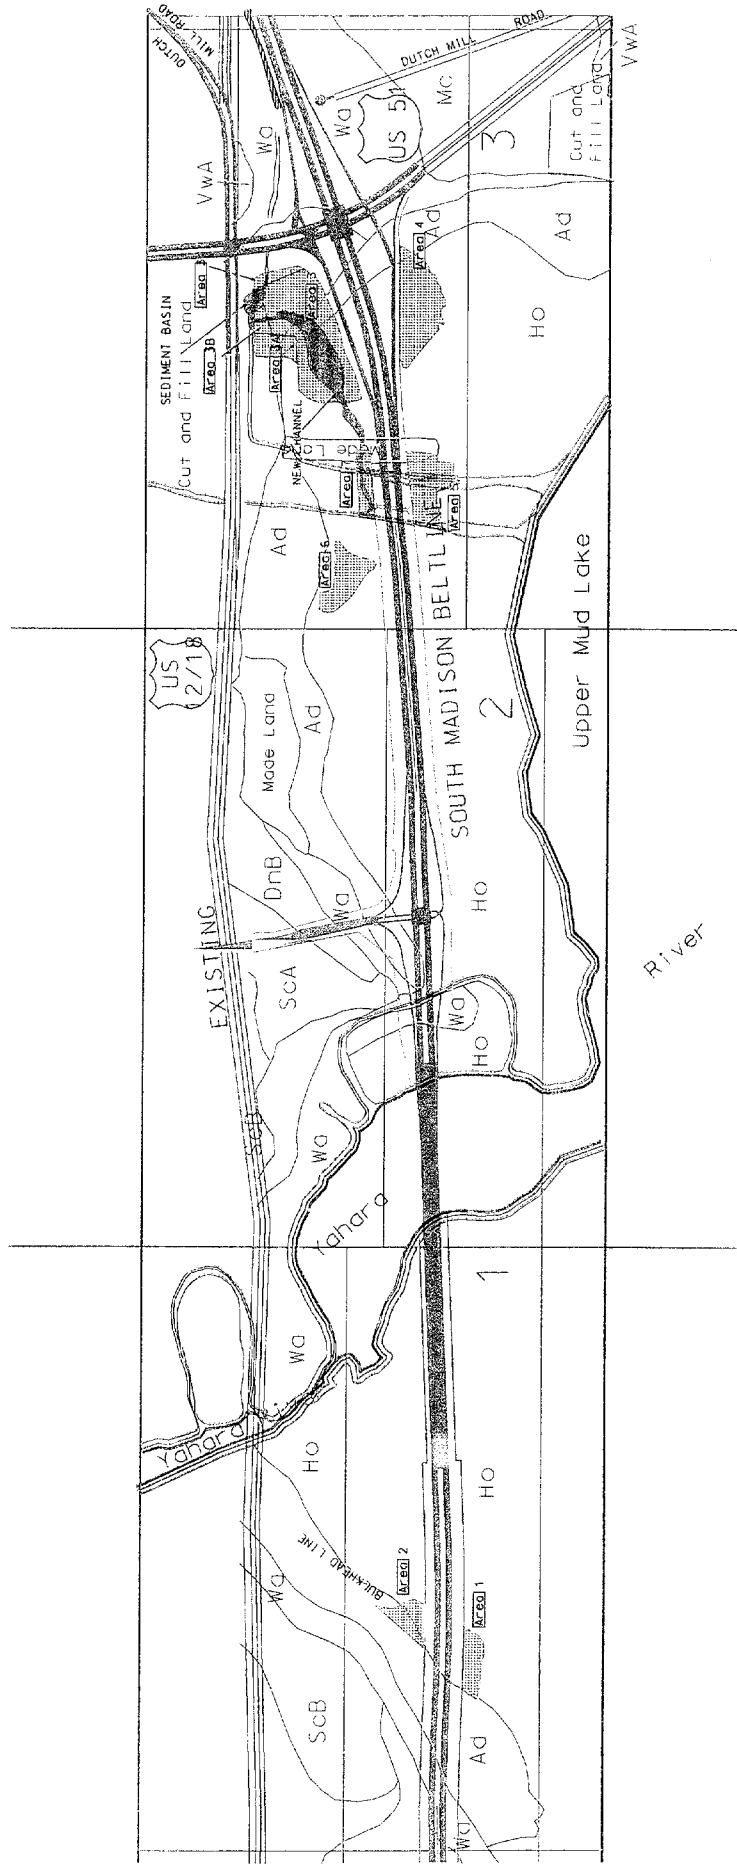 DUTCH
MILL ROAD
DUTCH MILL
ROAD
VwA
Wa
Wa
US 51
Mc
3
Cut and
Fill Land
VwA
Ad
Ad
Area 4
Ho
SEDIMENT BASIN
Cut and Fill Land
Area 3B
Area 3A
NEW CHANNEL
Made La
Area
Area 5
Area 6
Ad
US
12/18
Made Land
Ad
SOUTH MADISON BELTLINE
2
Upper Mud Lake
DnB
Wa
Ho
EXISTING
ScA
Wa
Ho
River
ScB
Wa
Yahara
1
Wa
Yahara
Ho
Ho
BULKHEAD LINE
Area 2
Area 1
Wa
ScB
Ad
Wa